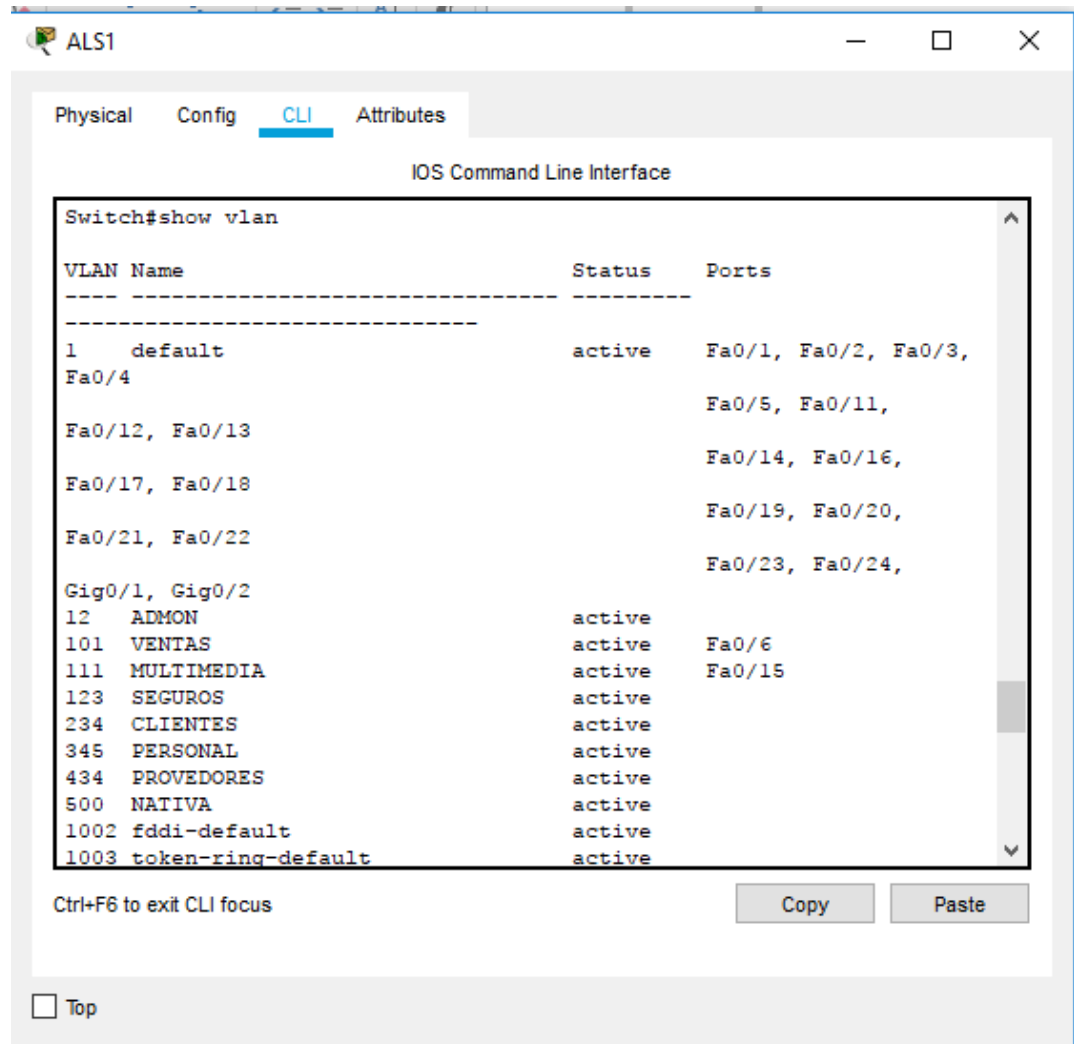 ALS1
Physical Config CLI Attributes
IOS Command Line Interface
Switch#show vlan
VLAN Name Status Ports
---- -------------------------------- ---------
-------------------------------
1 default active Fa0/1, Fa0/2, Fa0/3,
Fa0/4
Fa0/5, Fa0/11,
Fa0/12, Fa0/13
Fa0/14, Fa0/16,
Fa0/17, Fa0/18
Fa0/19, Fa0/20,
Fa0/21, Fa0/22
Fa0/23, Fa0/24,
Gig0/1, Gig0/2
12 ADMON active
101 VENTAS active Fa0/6
111 MULTIMEDIA active Fa0/15
123 SEGUROS active
234 CLIENTES active
345 PERSONAL active
434 PROVEDORES active
500 NATIVA active
1002 fddi-default active
1003 token-ring-default active
Ctrl+F6 to exit CLI focus
Copy Paste
Top